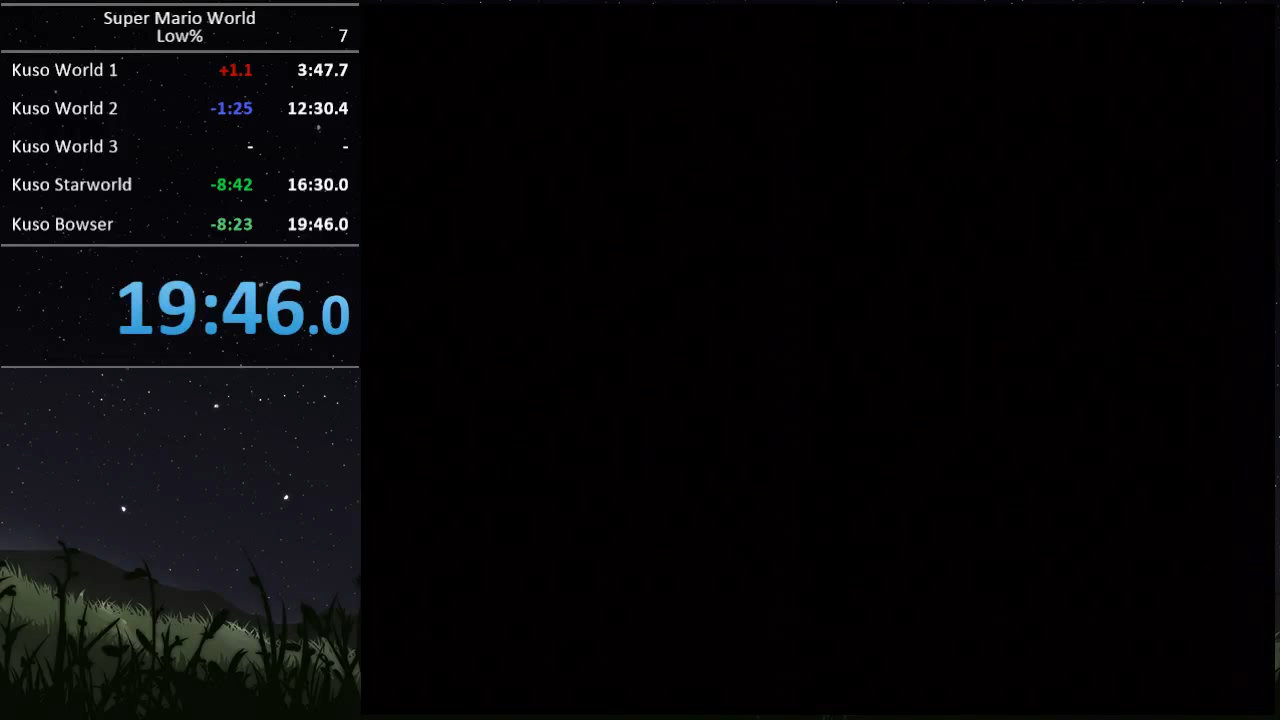 Super Mario World
Low% 7
Kuso World 1 +1.1 3:47.7
Kuso World 2 -1:25 12:30.4
Kuso World 3 - -
Kuso Starworld -8:42 16:30.0
Kuso Bowser -8:23 19:46.0
19:46.0